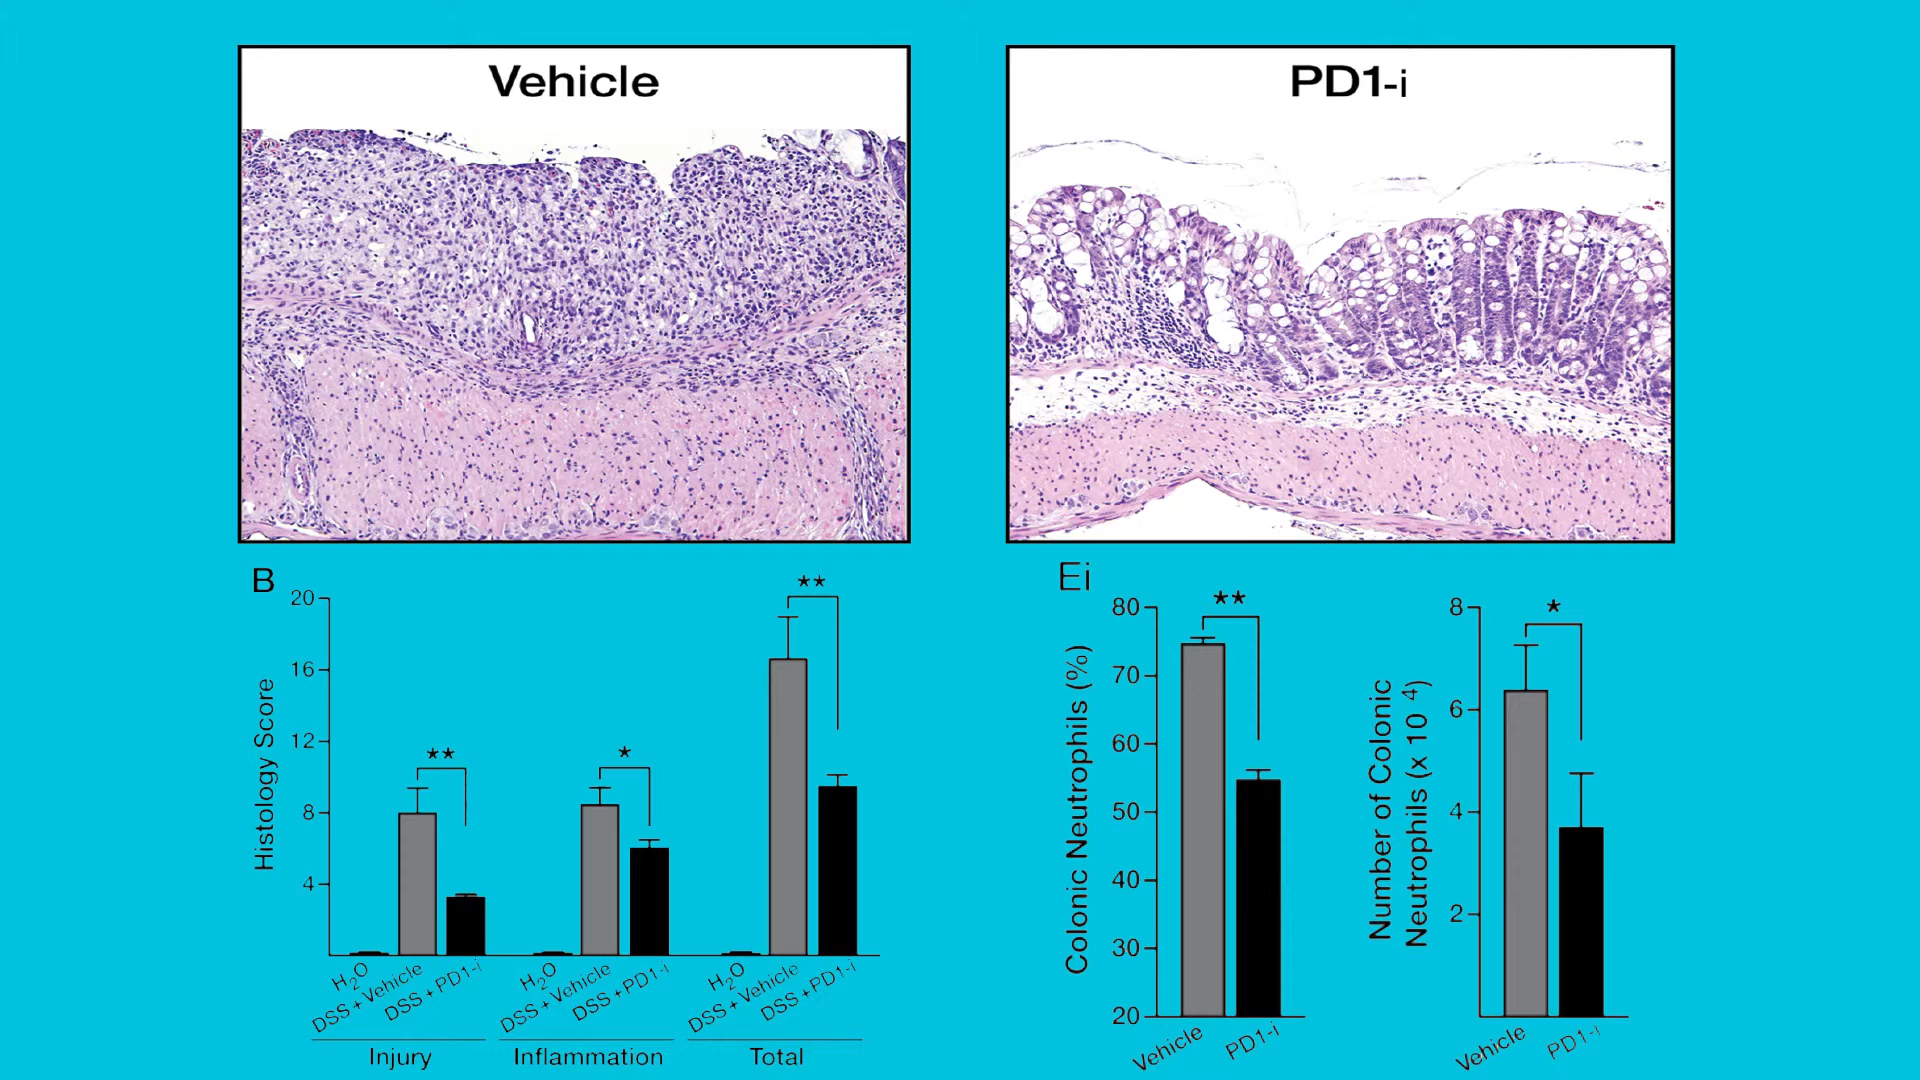 Vehicle
PD1-i
B
**
20
16
12
8
4
Histology Score
**
*
H2O
DSS + Vehicle
DSS + PD1-i
H2O
DSS + Vehicle
DSS + PD1-i
H2O
DSS + Vehicle
DSS + PD1-i
Injury
Inflammation
Total
Ei
**
80
70
60
50
40
30
20
Colonic Neutrophils (%)
Vehicle
PD1-i
*
8
6
4
2
Number of Colonic
Neutrophils (x 10 4)
Vehicle
PD1-i